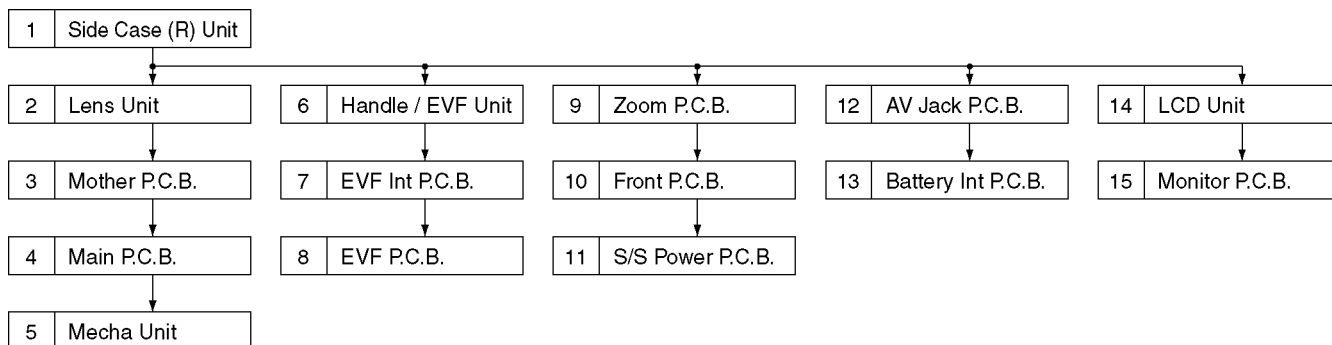 1 Side Case (R) Unit
2 Lens Unit
6 Handle / EVF Unit
9 Zoom P.C.B.
12 AV Jack P.C.B.
14 LCD Unit
3 Mother P.C.B.
7 EVF Int P.C.B.
10 Front P.C.B.
13 Battery Int P.C.B.
15 Monitor P.C.B.
4 Main P.C.B.
8 EVF P.C.B.
11 S/S Power P.C.B.
5 Mecha Unit